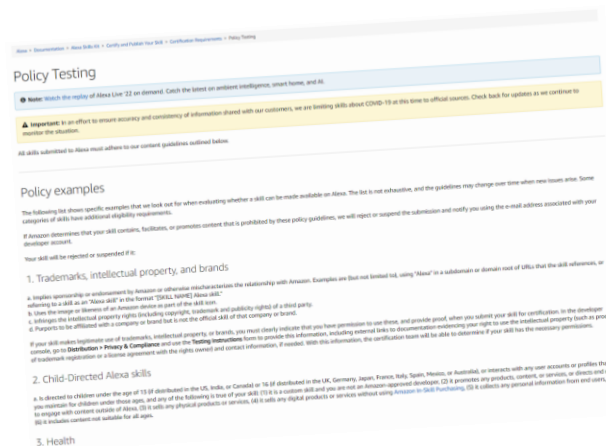 Alexa > Documentation > Alexa Skills Kit > Certify and Publish Your Skill > Certification Requirements > Policy Testing
Policy Testing
Note: Watch the replay of Alexa Live '22 on demand. Catch the latest on ambient intelligence, smart home, and AI.
Important: In an effort to ensure accuracy and consistency of information shared with our customers, we are limiting skills about COVID-19 at this time to official sources. Check back for updates as we continue to
monitor the situation.
All skills submitted to Alexa must adhere to our content guidelines outlined below.
Policy examples
The following list shows specific examples that we look out for when evaluating whether a skill can be made available on Alexa. The list is not exhaustive, and the guidelines may change over time when new issues arise. Some
categories of skills have additional eligibility requirements.
If Amazon determines that your skill contains, facilitates, or promotes content that is prohibited by these policy guidelines, we will reject or suspend the submission and notify you using the e-mail address associated with your
developer account.
Your skill will be rejected or suspended if it:
1. Trademarks, intellectual property, and brands
a. Implies sponsorship or endorsement by Amazon or otherwise mischaracterizes the relationship with Amazon. Examples are (but not limited to), using "Alexa" in a subdomain or domain root of URLs that the skill references, or
referring to a skill as an "Alexa skill" in the format "[SKILL NAME] Alexa skill."
b. Uses the image or likeness of an Amazon device as part of the skill icon.
c. Infringes the intellectual property rights (including copyright, trademark and publicity rights) of a third party.
d. Purports to be affiliated with a company or brand but is not the official skill of that company or brand.
If your skill makes legitimate use of trademarks, intellectual property, or brands, you must clearly indicate that you have permission to use these, and provide proof, when you submit your skill for certification. In the developer
console, go to Distribution > Privacy & Compliance and use the Testing Instructions form to provide this information, including external links to documentation evidencing your right to use the intellectual property (such as proof
of trademark registration or a license agreement with the rights owner) and contact information, if needed. With this information, the certification team will be able to determine if your skill has the necessary permissions.
2. Child-Directed Alexa skills
a. Is directed to children under the age of 13 (if distributed in the US, India, or Canada) or 16 (if distributed in the UK, Germany, Japan, France, Italy, Spain, Mexico, or Australia), or interacts with any user accounts or profiles that
you maintain for children under those ages, and any of the following is true of your skill: (1) it is a custom skill and you are not an Amazon-approved developer, (2) it promotes any products, content, or services, or directs end users
to engage with content outside of Alexa, (3) it sells any physical products or services, (4) it sells any digital products or services without using Amazon In-Skill Purchasing, (5) it collects any personal information from end users,
(6) it includes content not suitable for all ages.
3. Health